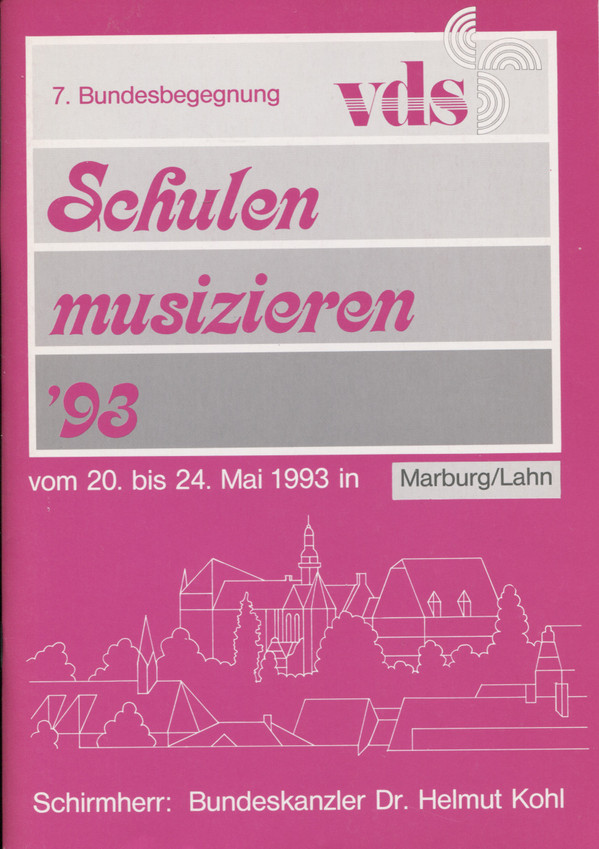 7. Bundesbegegnung
vds
Schulen
musizieren
'93
vom 20. bis 24. Mai 1993 in
Marburg/Lahn
Schirmherr: Bundeskanzler Dr. Helmut Kohl